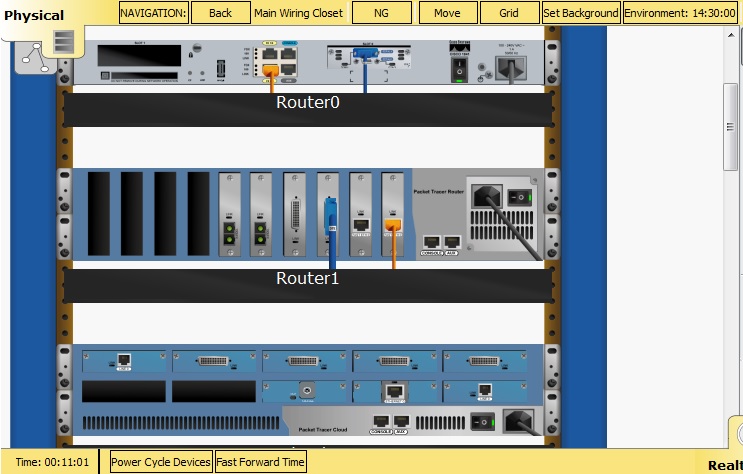 Physical
NAVIGATION:
Back
Main Wiring Closet
NG
Move
Grid
Set Background
Environment: 14:30:00
Router0
Packet Tracer Router
CONSOLE
AUX
Router1
Packet Tracer Cloud
CONSOLE
AUX
Time: 00:11:01
Power Cycle Devices
Fast Forward Time
Realt